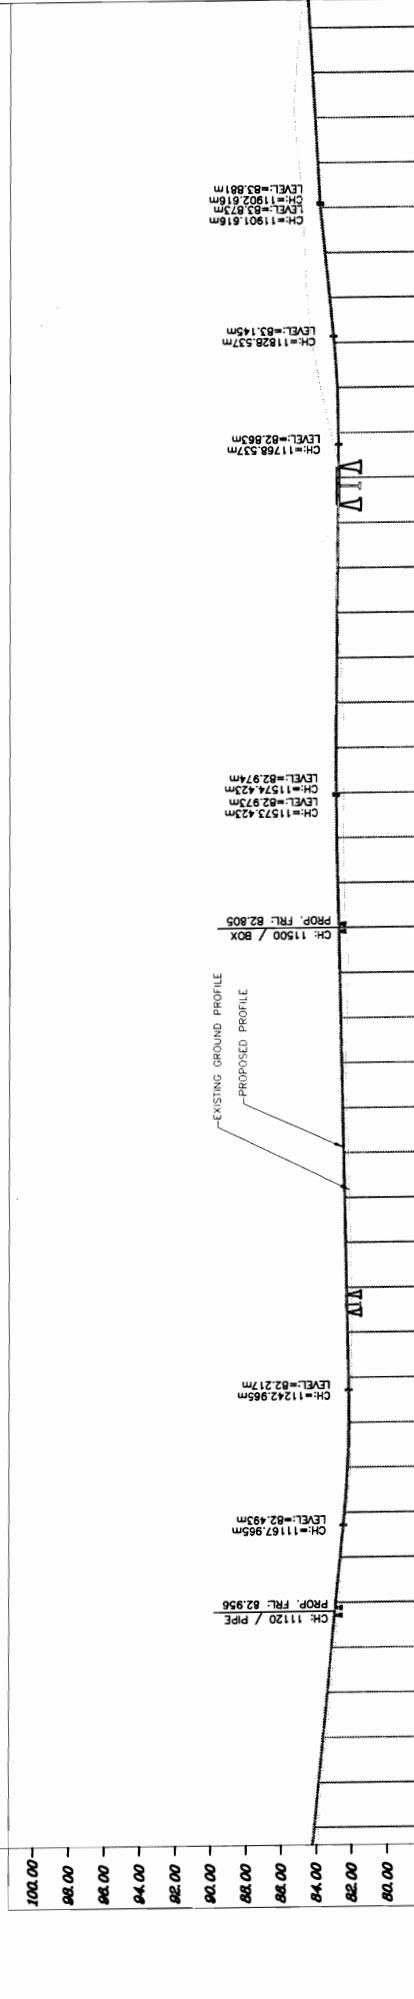 LEVEL:=83.881m
CH:=11902.616m
LEVEL:=83.873m
CH:=11901.616m
LEVEL:=83.145m
CH:=11828.537m
LEVEL:=82.863m
CH:=11768.537m
LEVEL:=82.974m
CH:=11574.423m
LEVEL:=82.973m
CH:=11573.423m
CH: 11500 / BOX
PROP. FRL: 82.805
EXISTING GROUND PROFILE
PROPOSED PROFILE
LEVEL:=82.217m
CH:=11242.965m
LEVEL:=82.493m
CH:=11167.965m
CH: 11120 / PIPE
PROP. FRL: 82.956
100.00
98.00
96.00
94.00
92.00
90.00
88.00
86.00
84.00
82.00
80.00